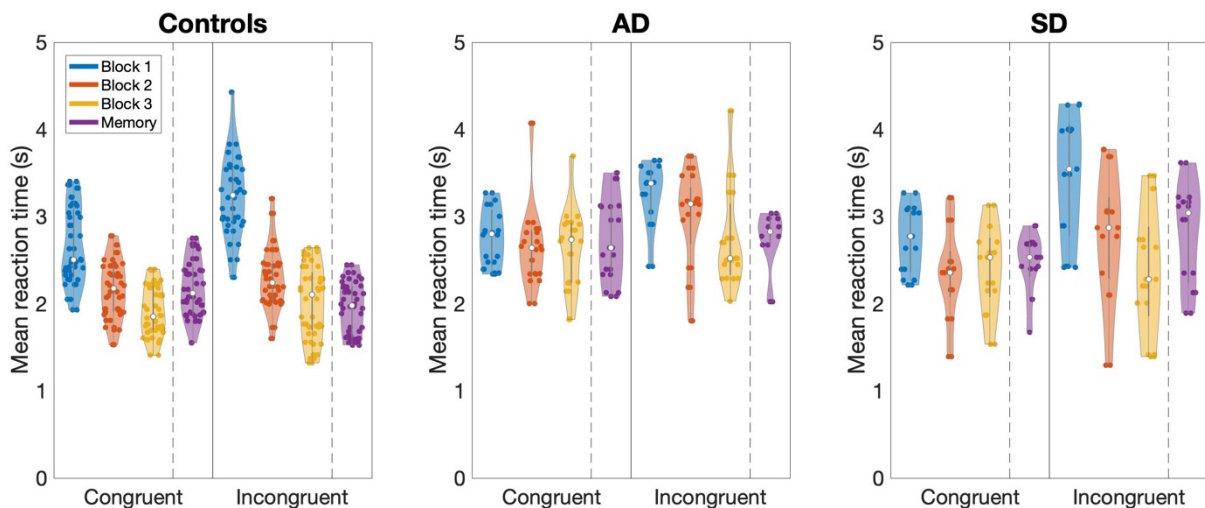 Controls
AD
SD
Mean reaction time (s)
5
4
3
2
1
0
Block 1
Block 2
Block 3
Memory
Congruent
Incongruent
Mean reaction time (s)
5
4
3
2
1
0
Congruent
Incongruent
Mean reaction time (s)
5
4
3
2
1
0
Congruent
Incongruent